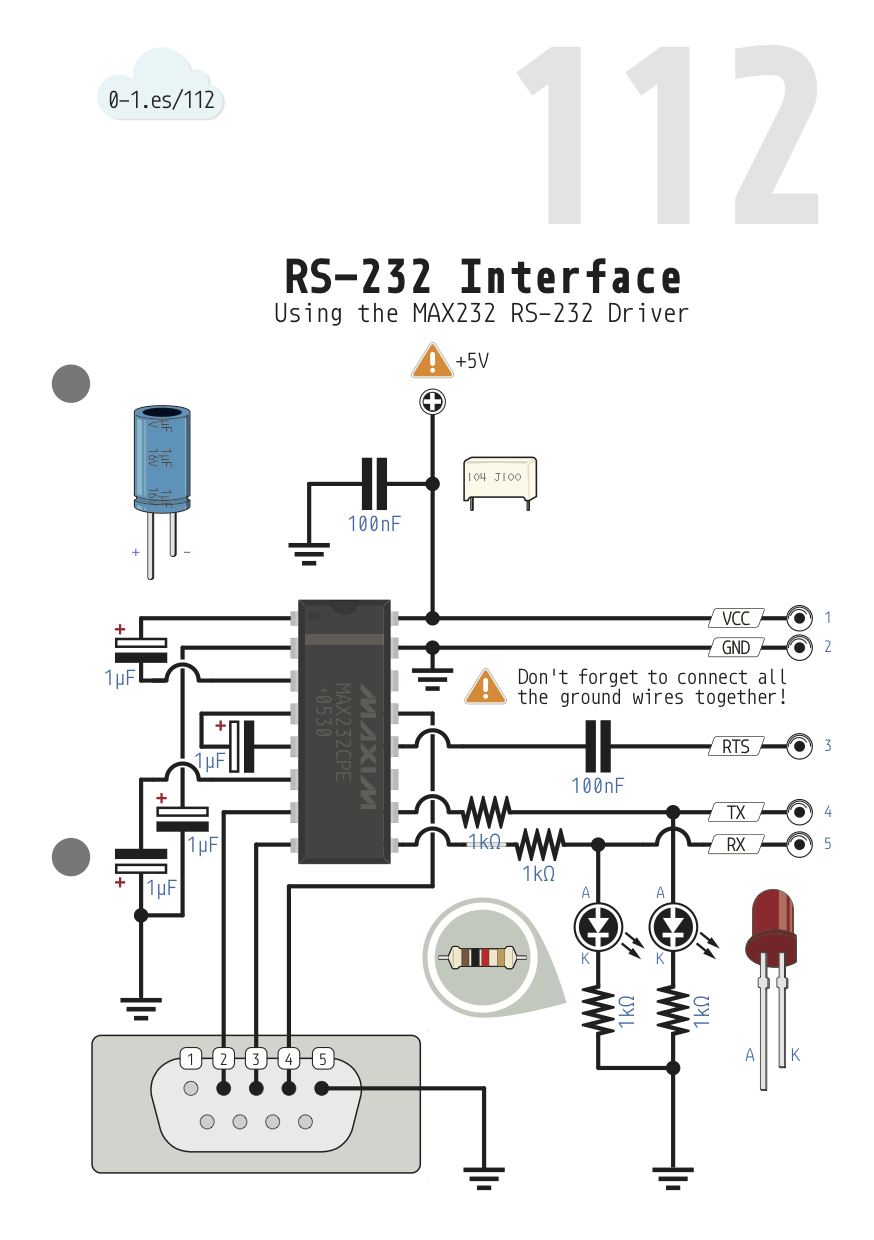 0-1.es/112
112
RS-232 Interface
Using the MAX232 RS-232 Driver
+5V
µF
V
1µF
16V
1µF
16V
+ -
104 J100
100nF
VCC 1
GND 2
+
1µF
Don't forget to connect all
the ground wires together!
+
1µF
MAXIM
MAX232CPE
+0530
RTS 3
100nF
+
1µF
TX 4
1kΩ
RX 5
1kΩ
+
1µF
A A
K K
1kΩ 1kΩ
A K
1 2 3 4 5